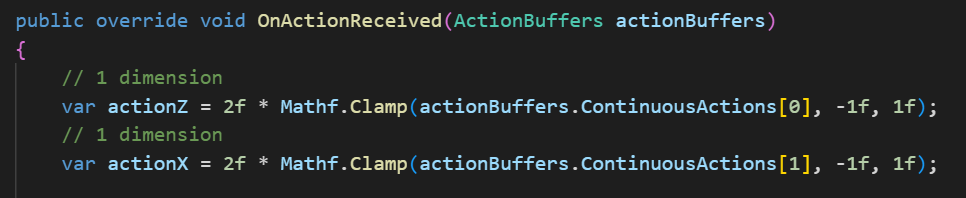 public override void OnActionReceived(ActionBuffers actionBuffers)
{
    // 1 dimension
    var actionZ = 2f * Mathf.Clamp(actionBuffers.ContinuousActions[0], -1f, 1f);
    // 1 dimension
    var actionX = 2f * Mathf.Clamp(actionBuffers.ContinuousActions[1], -1f, 1f);